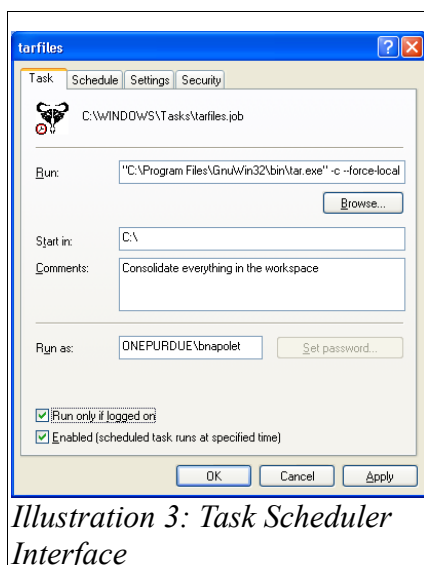 tarfiles
Task Schedule Settings Security
C:\WINDOWS\Tasks\tarfiles.job
Run: "C:\Program Files\GnuWin32\bin\tar.exe" -c --force-local
Browse...
Start in: C:\
Comments: Consolidate everything in the workspace
Run as: ONEPURDUE\bnapolet Set password...
Run only if logged on
Enabled (scheduled task runs at specified time)
OK Cancel Apply
Illustration 3: Task Scheduler
Interface